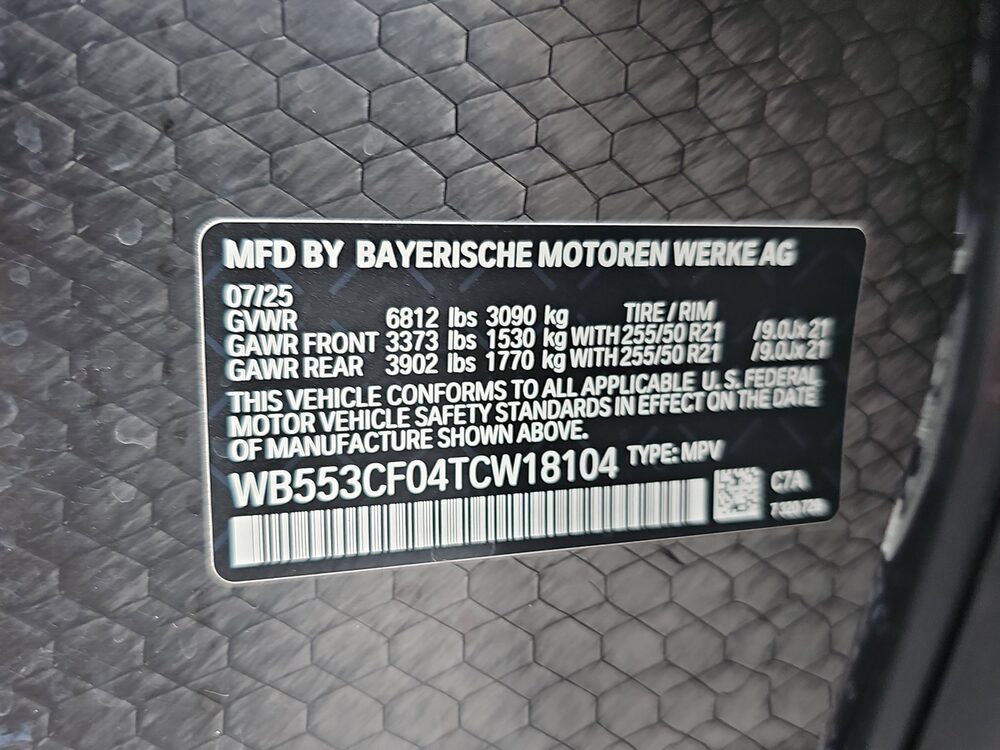 MFD BY BAYERISCHE MOTOREN WERKE AG
07/25
GVWR 6812 lbs 3090 kg TIRE / RIM
GAWR FRONT 3373 lbs 1530 kg WITH 255/50 R21 /9.0Jx21
GAWR REAR 3902 lbs 1770 kg WITH 255/50 R21 /9.0Jx21
THIS VEHICLE CONFORMS TO ALL APPLICABLE U. S. FEDERAL
MOTOR VEHICLE SAFETY STANDARDS IN EFFECT ON THE DATE
OF MANUFACTURE SHOWN ABOVE.
WB553CF04TCW18104 TYPE: MPV
C7A